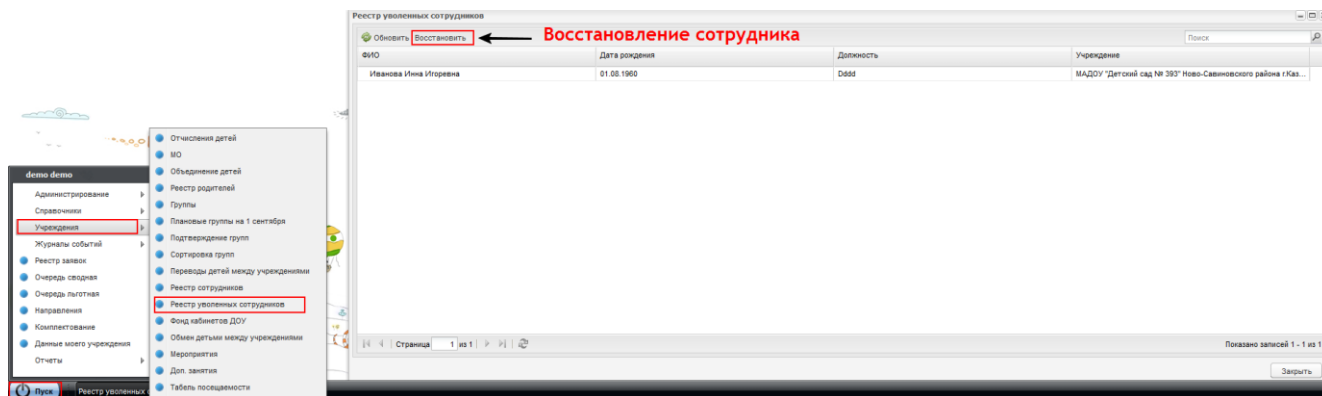 Реестр уволенных сотрудников
Обновить Восстановить
Восстановление сотрудника
Поиск
ФИО Дата рождения Должность Учреждение
Иванова Инна Игоревна 01.08.1960 Dddd МАДОУ "Детский сад № 393" Ново-Савиновского района г.Каз...
demo demo
Администрирование
Справочники
Учреждения
Журналы событий
Реестр заявок
Очередь сводная
Очередь льготная
Направления
Комплектование
Данные моего учреждения
Отчеты
Отчисления детей
МО
Объединение детей
Реестр родителей
Группы
Плановые группы на 1 сентября
Подтверждение групп
Сортировка групп
Переводы детей между учреждениями
Реестр сотрудников
Реестр уволенных сотрудников
Фонд кабинетов ДОУ
Обмен детьми между учреждениями
Мероприятия
Доп. занятия
Табель посещаемости
Страница 1 из 1
Показано записей 1 - 1 из 1
Закрыть
Пуск
Реестр уволенных с